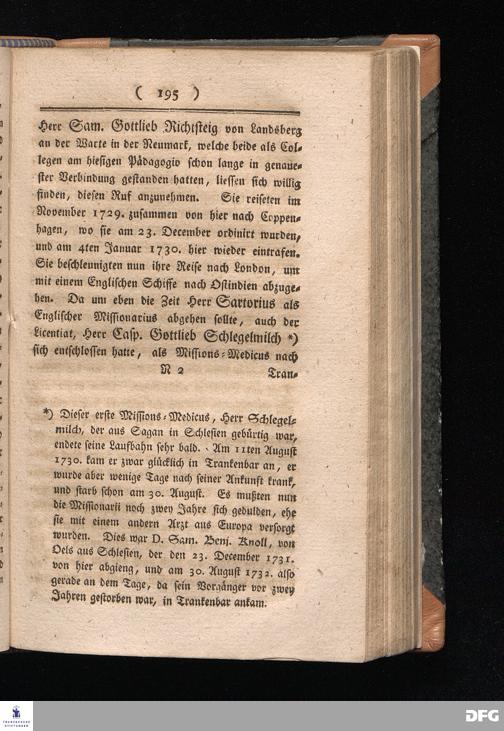 ( 195 )
Herr Sam. Gottlieb Richtsteig von Landsberg
an der Warte in der Neumark, welche beide als Col-
legen am hiesigen Pådagogio schon lange in genaue-
ster Verbindung gestanden hatten, liessen sich willig
finden, diesen Ruf anzunehmen. Sie reiseten im
November 1729. zusammen von hier nach Coppen-
hagen, wo sie am 23. December ordinirt wurden,
und am 4ten Januar 1730. hier wieder eintrafen.
Sie beschleunigten nun ihre Reise nach London, um
mit einem Englischen Schiffe nach Ostindien abzuge-
hen. Da um eben die Zeit Herr Sartorius als
Englischer Missionarius abgehen sollte, auch der
Licentiat, Herr Casp. Gottlieb Schlegelmilch *)
sich entschlossen hatte, als Missions-Medicus nach
N 2 Tran-
*) Dieser erste Missions-Medicus, Herr Schlegel-
milch, der aus Sagan in Schlesien gebürtig war,
endete seine Laufbahn sehr bald. Am 11ten August
1730. kam er zwar glücklich in Trankenbar an, er
wurde aber wenige Tage nach seiner Ankunft krank,
und starb schon am 30. August. Es mußten nun
die Missionarii noch zwey Jahre sich gedulden, ehe
sie mit einem andern Arzt aus Europa versorgt
wurden. Dies war D. Sam. Benj. Knoll, von
Oels aus Schlesien, der den 23. December 1731.
von hier abgieng, und am 30. August 1732. also
gerade an dem Tage, da sein Vorgånger vor zwey
Jahren gestorben war, in Trankenbar ankam.
FRANCKESCHE
STIFTUNGEN
DFG